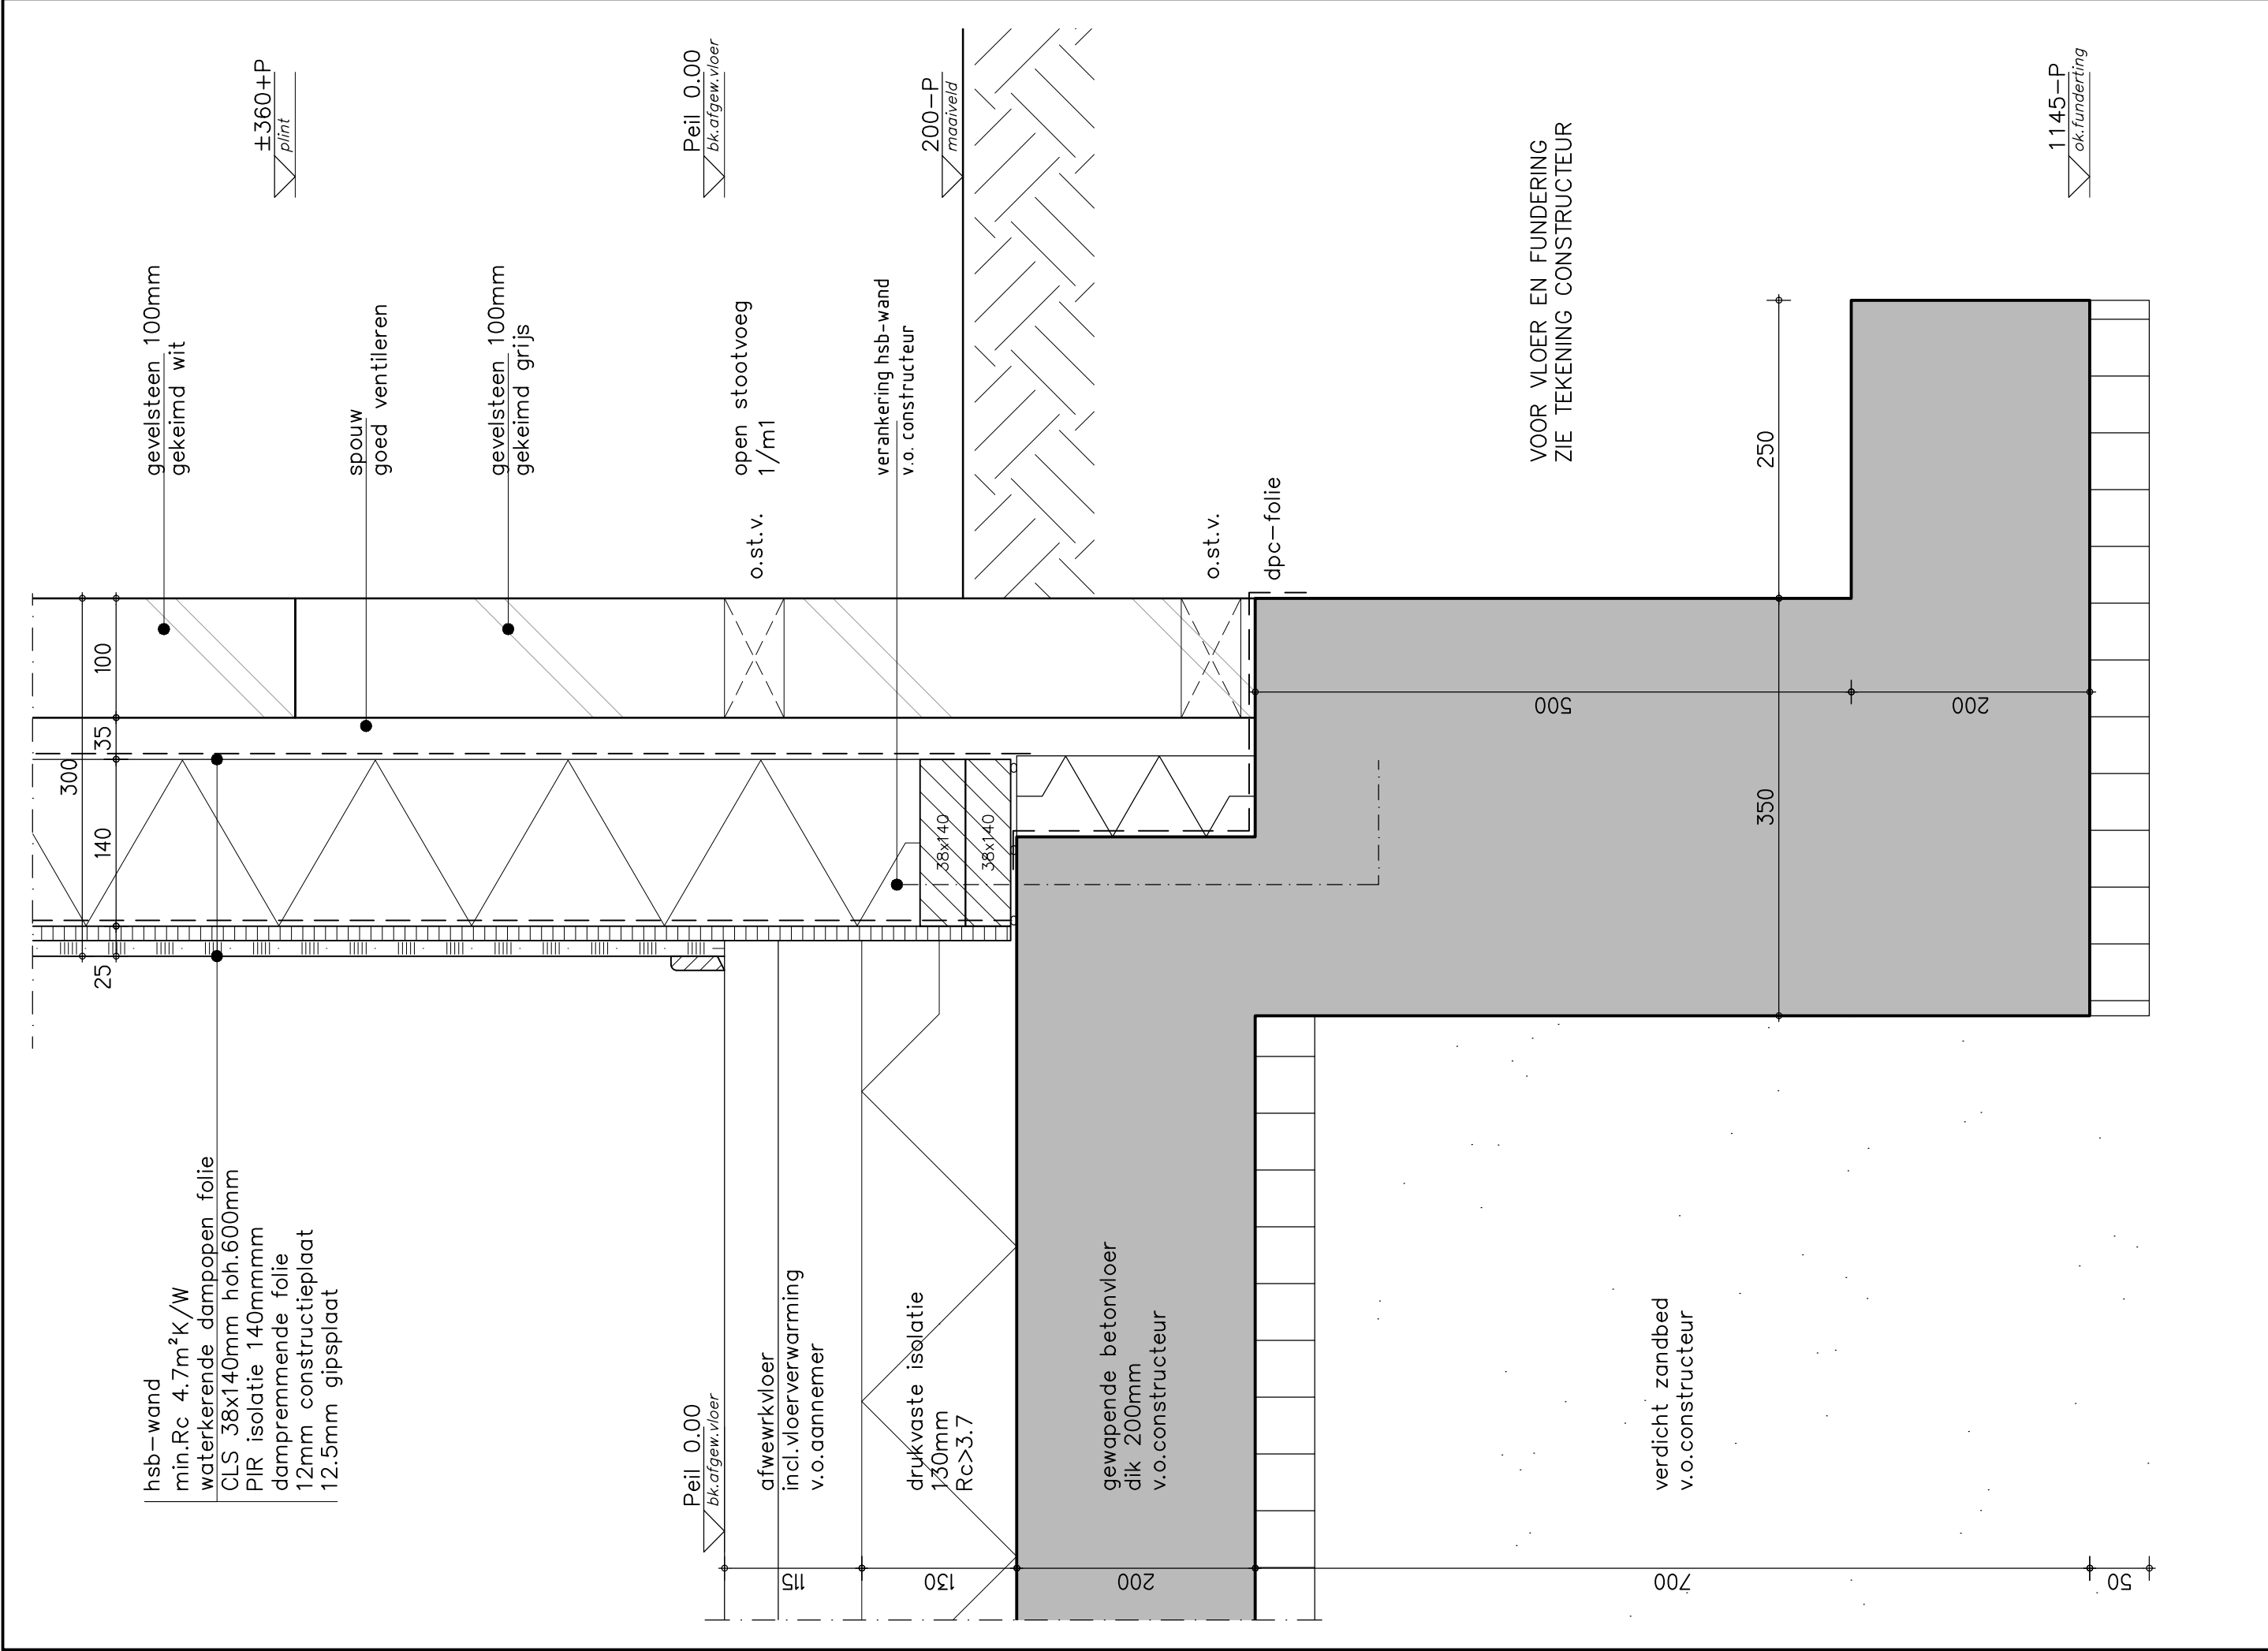 ±360+P
plint
Peil 0.00
bk.afgew.vloer
200-P
maaiveld
1145-P
ok.funderting
gevelsteen 100mm
gekeimd wit
spouw
goed ventileren
gevelsteen 100mm
gekeimd grijs
open stootvoeg
1/m1
verankering hsb-wand
v.o. constructeur
VOOR VLOER EN FUNDERING
ZIE TEKENING CONSTRUCTEUR
o.st.v.
o.st.v.
dpc-folie
250
350
100
35
300
140
25
38x140
38x140
500
200
hsb-wand
min.Rc 4.7m²K/W
waterkerende dampopen folie
CLS 38x140mm hoh.600mm
PIR isolatie 140mmmm
dampremmende folie
12mm constructieplaat
12.5mm gipsplaat
Peil 0.00
bk.afgew.vloer
afwewrkvloer
incl.vloerverwarming
v.o.aannemer
drukvaste isolatie
130mm
Rc>3.7
gewapende betonvloer
dik 200mm
v.o.constructeur
verdicht zandbed
v.o.constructeur
115
130
200
700
50